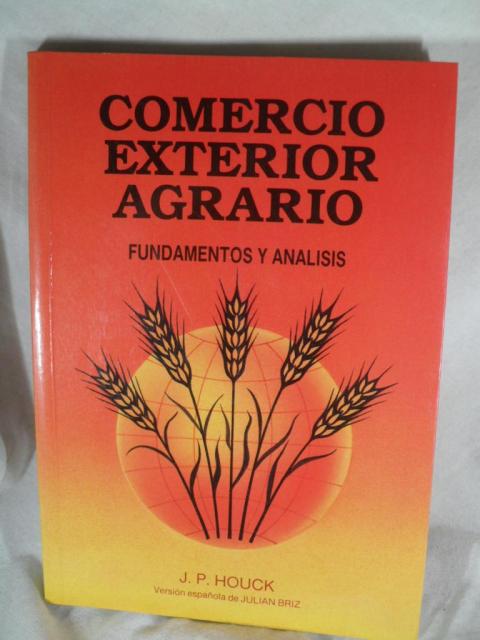 COMERCIO
EXTERIOR
AGRARIO
FUNDAMENTOS Y ANALISIS
J. P. HOUCK
Versión española de JULIAN BRIZ